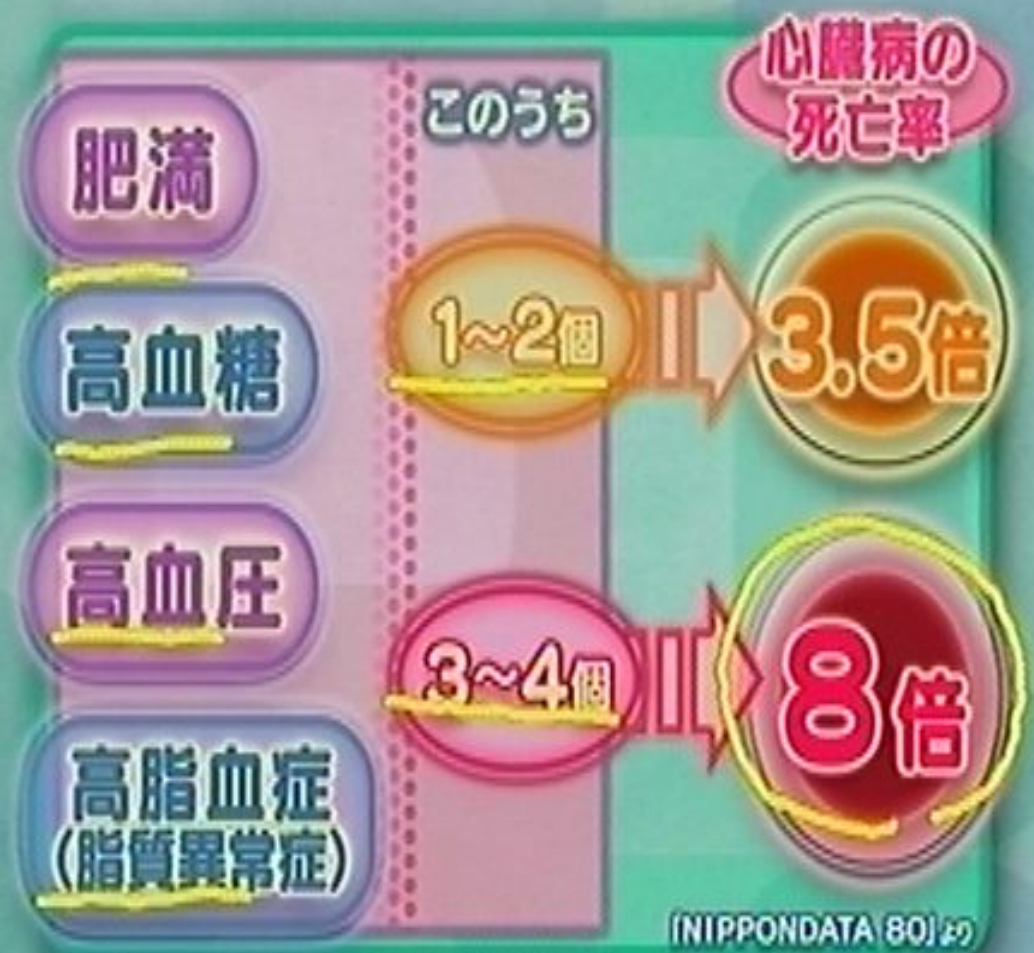 心臓病の
死亡率
このうち
肥満
高血糖
高血圧
高脂血症
(脂質異常症)
1～2個
3.5倍
3～4個
8倍
「NIPPONDATA 80」より